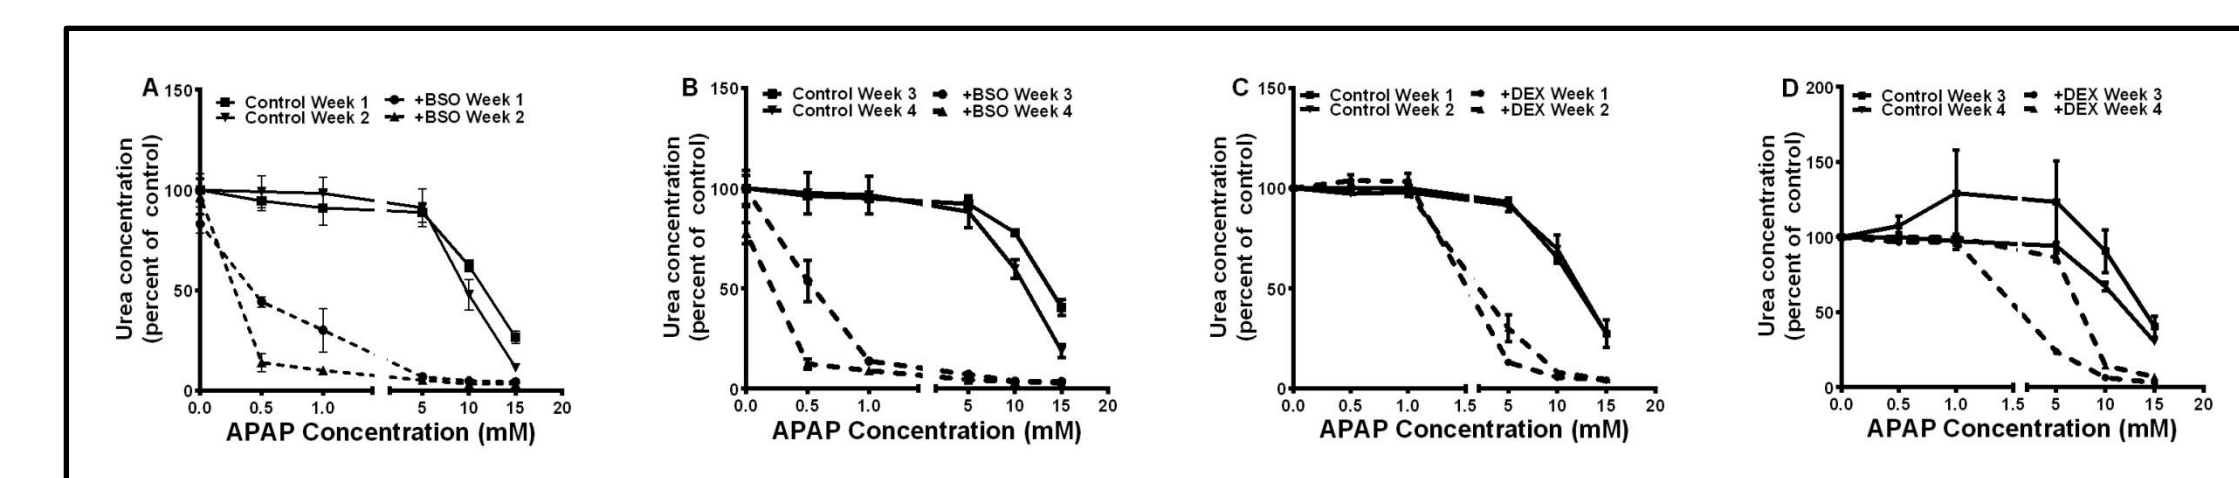 A
150
Control Week 1
+BSO Week 1
Control Week 2
+BSO Week 2
Urea concentration
(percent of control)
100
50
0
0.0 0.5 1.0 5 10 15 20
APAP Concentration (mM)
B
150
Control Week 3
+BSO Week 3
Control Week 4
+BSO Week 4
Urea concentration
(percent of control)
100
50
0
0.0 0.5 1.0 5 10 15 20
APAP Concentration (mM)
C
150
Control Week 1
+DEX Week 1
Control Week 2
+DEX Week 2
Urea concentration
(percent of control)
100
50
0
0.0 0.5 1.0 1.5 5 10 15 20
APAP Concentration (mM)
D
200
Control Week 3
+DEX Week 3
Control Week 4
+DEX Week 4
Urea concentration
(percent of control)
150
100
50
0
0.0 0.5 1.0 1.5 5 10 15 20
APAP Concentration (mM)